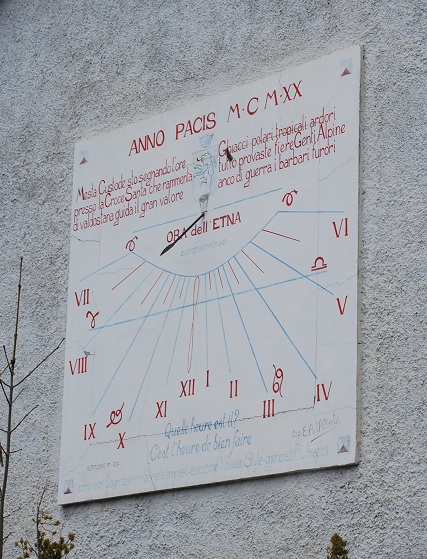 ANNO PACIS M·C M·XX
Mesta Custode sto segnando l'ore
presso la Croce Santa che rammenta
di valdostana guida il gran valore
Ghiacci polari tropicali ardori
tutto provaste fiere Genti Alpine
anco di guerra i barbari furori
ORA dell'ETNA
VI
VII
V
VIII
IV
IX
X
XI
XII
I
II
III
Quelle heure est il?
C'est l'heure de bien faire